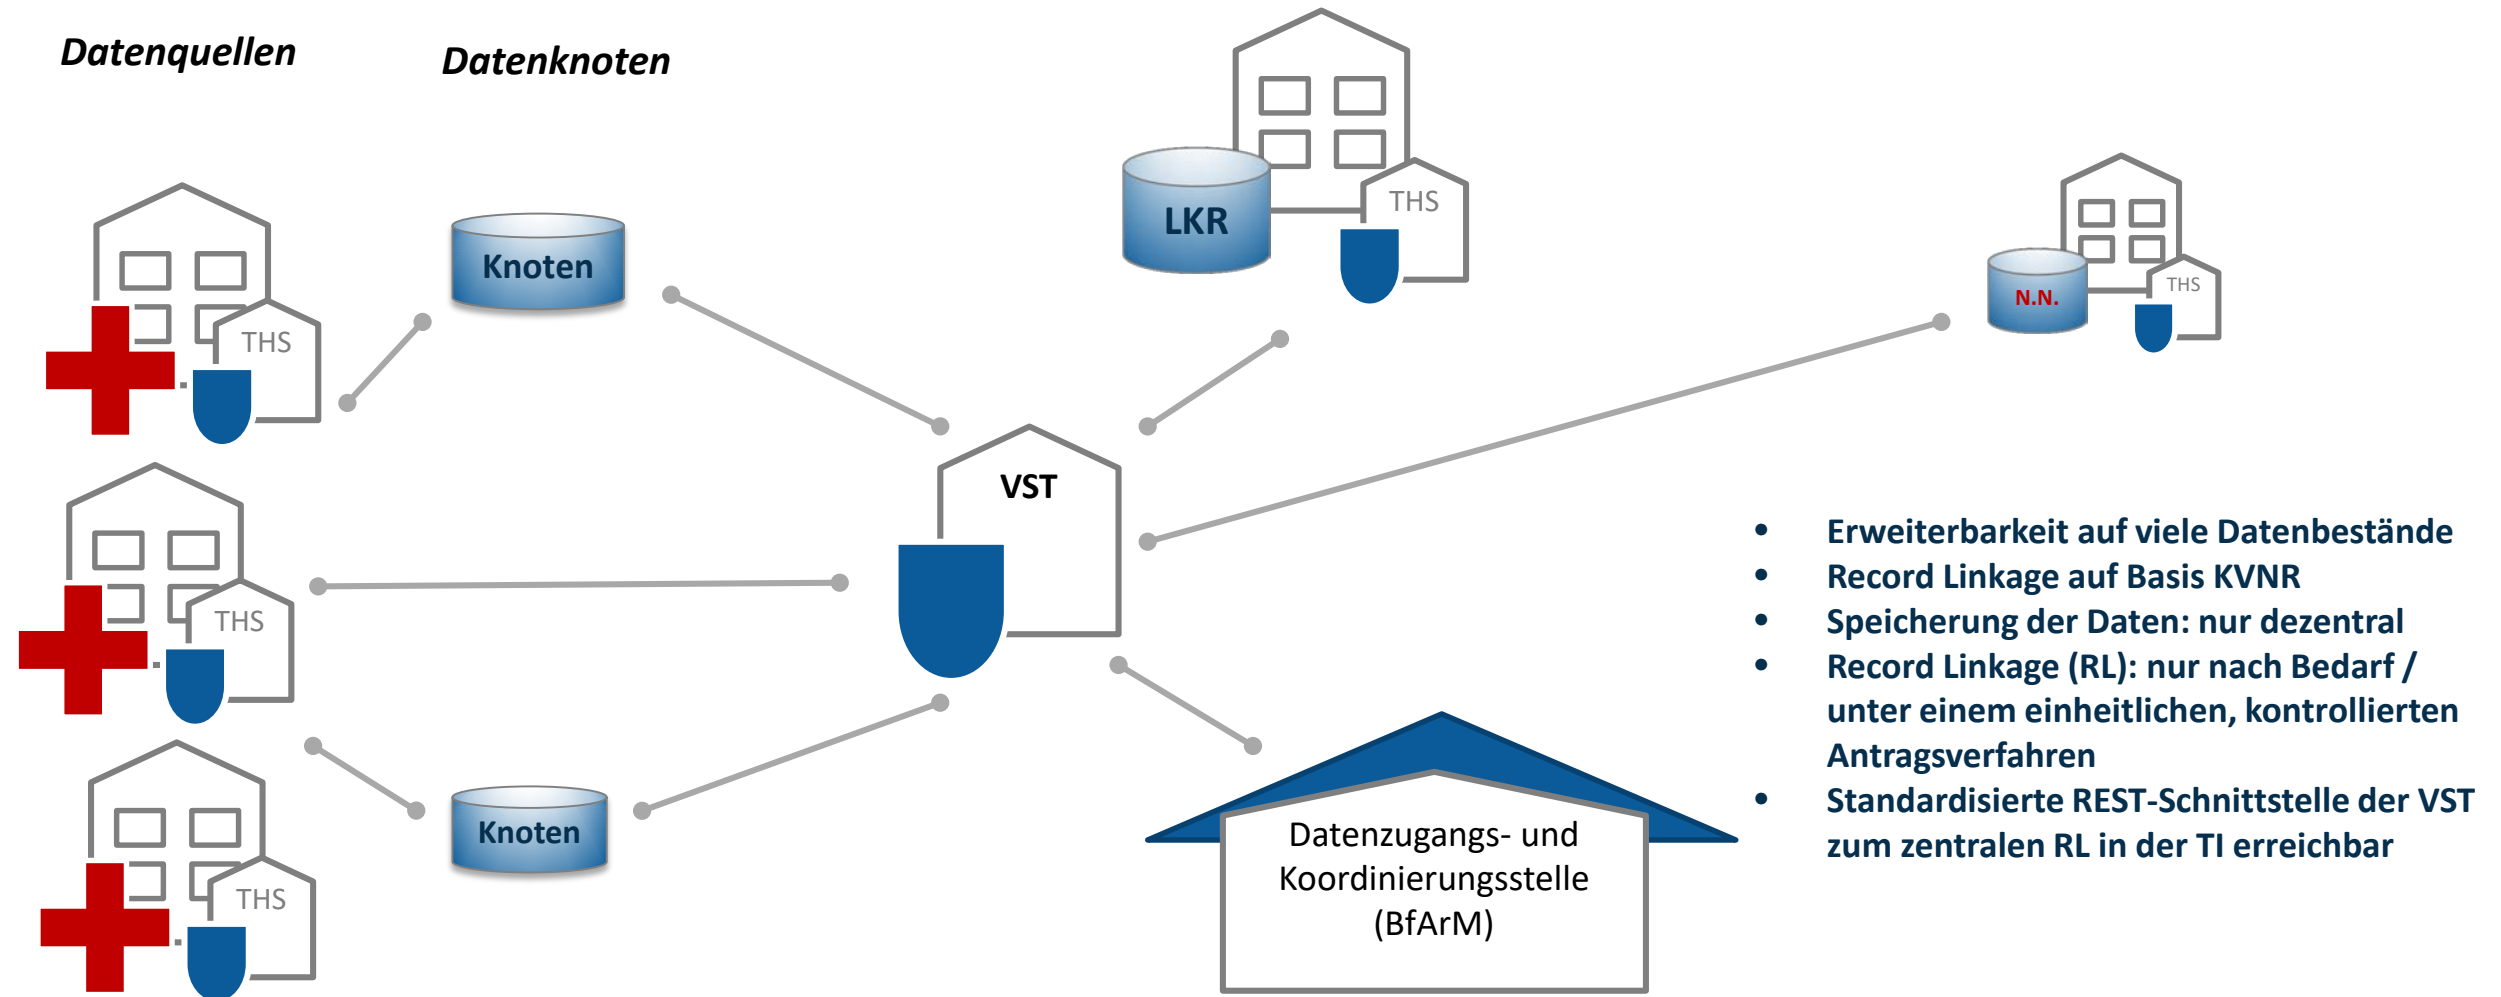 Datenquellen
Datenknoten
THS
Knoten
LKR
THS
N.N.
THS
THS
VST
Knoten
THS
Datenzugangs- und
Koordinierungsstelle
(BfArM)
• Erweiterbarkeit auf viele Datenbestände
• Record Linkage auf Basis KVNR
• Speicherung der Daten: nur dezentral
• Record Linkage (RL): nur nach Bedarf /
unter einem einheitlichen, kontrollierten
Antragsverfahren
• Standardisierte REST-Schnittstelle der VST
zum zentralen RL in der TI erreichbar